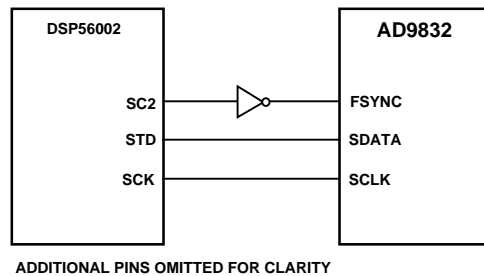 DSP56002
AD9832
SC2
FSYNC
STD
SDATA
SCK
SCLK
ADDITIONAL PINS OMITTED FOR CLARITY